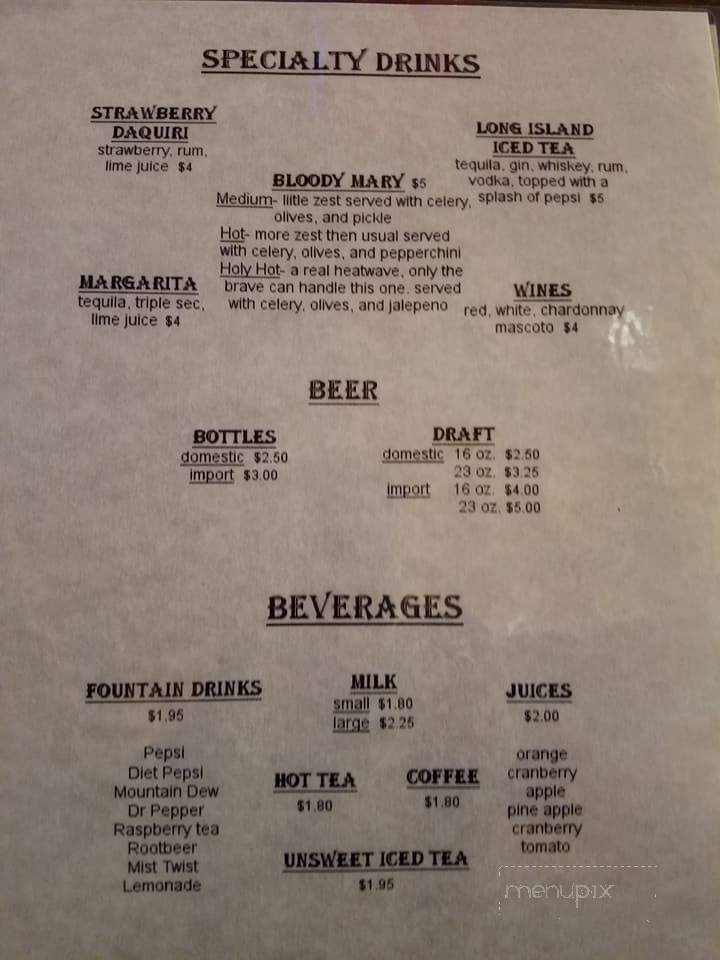 SPECIALTY DRINKS
STRAWBERRY
DAQUIRI
strawberry, rum,
lime juice $4
LONG ISLAND
ICED TEA
tequila, gin, whiskey, rum,
vodka, topped with a
splash of pepsi $5
BLOODY MARY $5
Medium- liitle zest served with celery,
olives, and pickle
Hot- more zest then usual served
with celery, olives, and pepperchini
Holy Hot- a real heatwave, only the
brave can handle this one. served
with celery, olives, and jalepeno
MARGARITA
tequila, triple sec,
lime juice $4
WINES
red, white, chardonnay
mascoto $4
BEER
BOTTLES
domestic $2.50
import $3.00
DRAFT
domestic 16 oz. $2.50
23 oz. $3.25
import 16 oz. $4.00
23 oz. $5.00
BEVERAGES
FOUNTAIN DRINKS
$1.95
Pepsi
Diet Pepsi
Mountain Dew
Dr Pepper
Raspberry tea
Rootbeer
Mist Twist
Lemonade
MILK
small $1.80
large $2.25
HOT TEA
$1.80
COFFEE
$1.80
UNSWEET ICED TEA
$1.95
JUICES
$2.00
orange
cranberry
apple
pine apple
cranberry
tomato
menupix